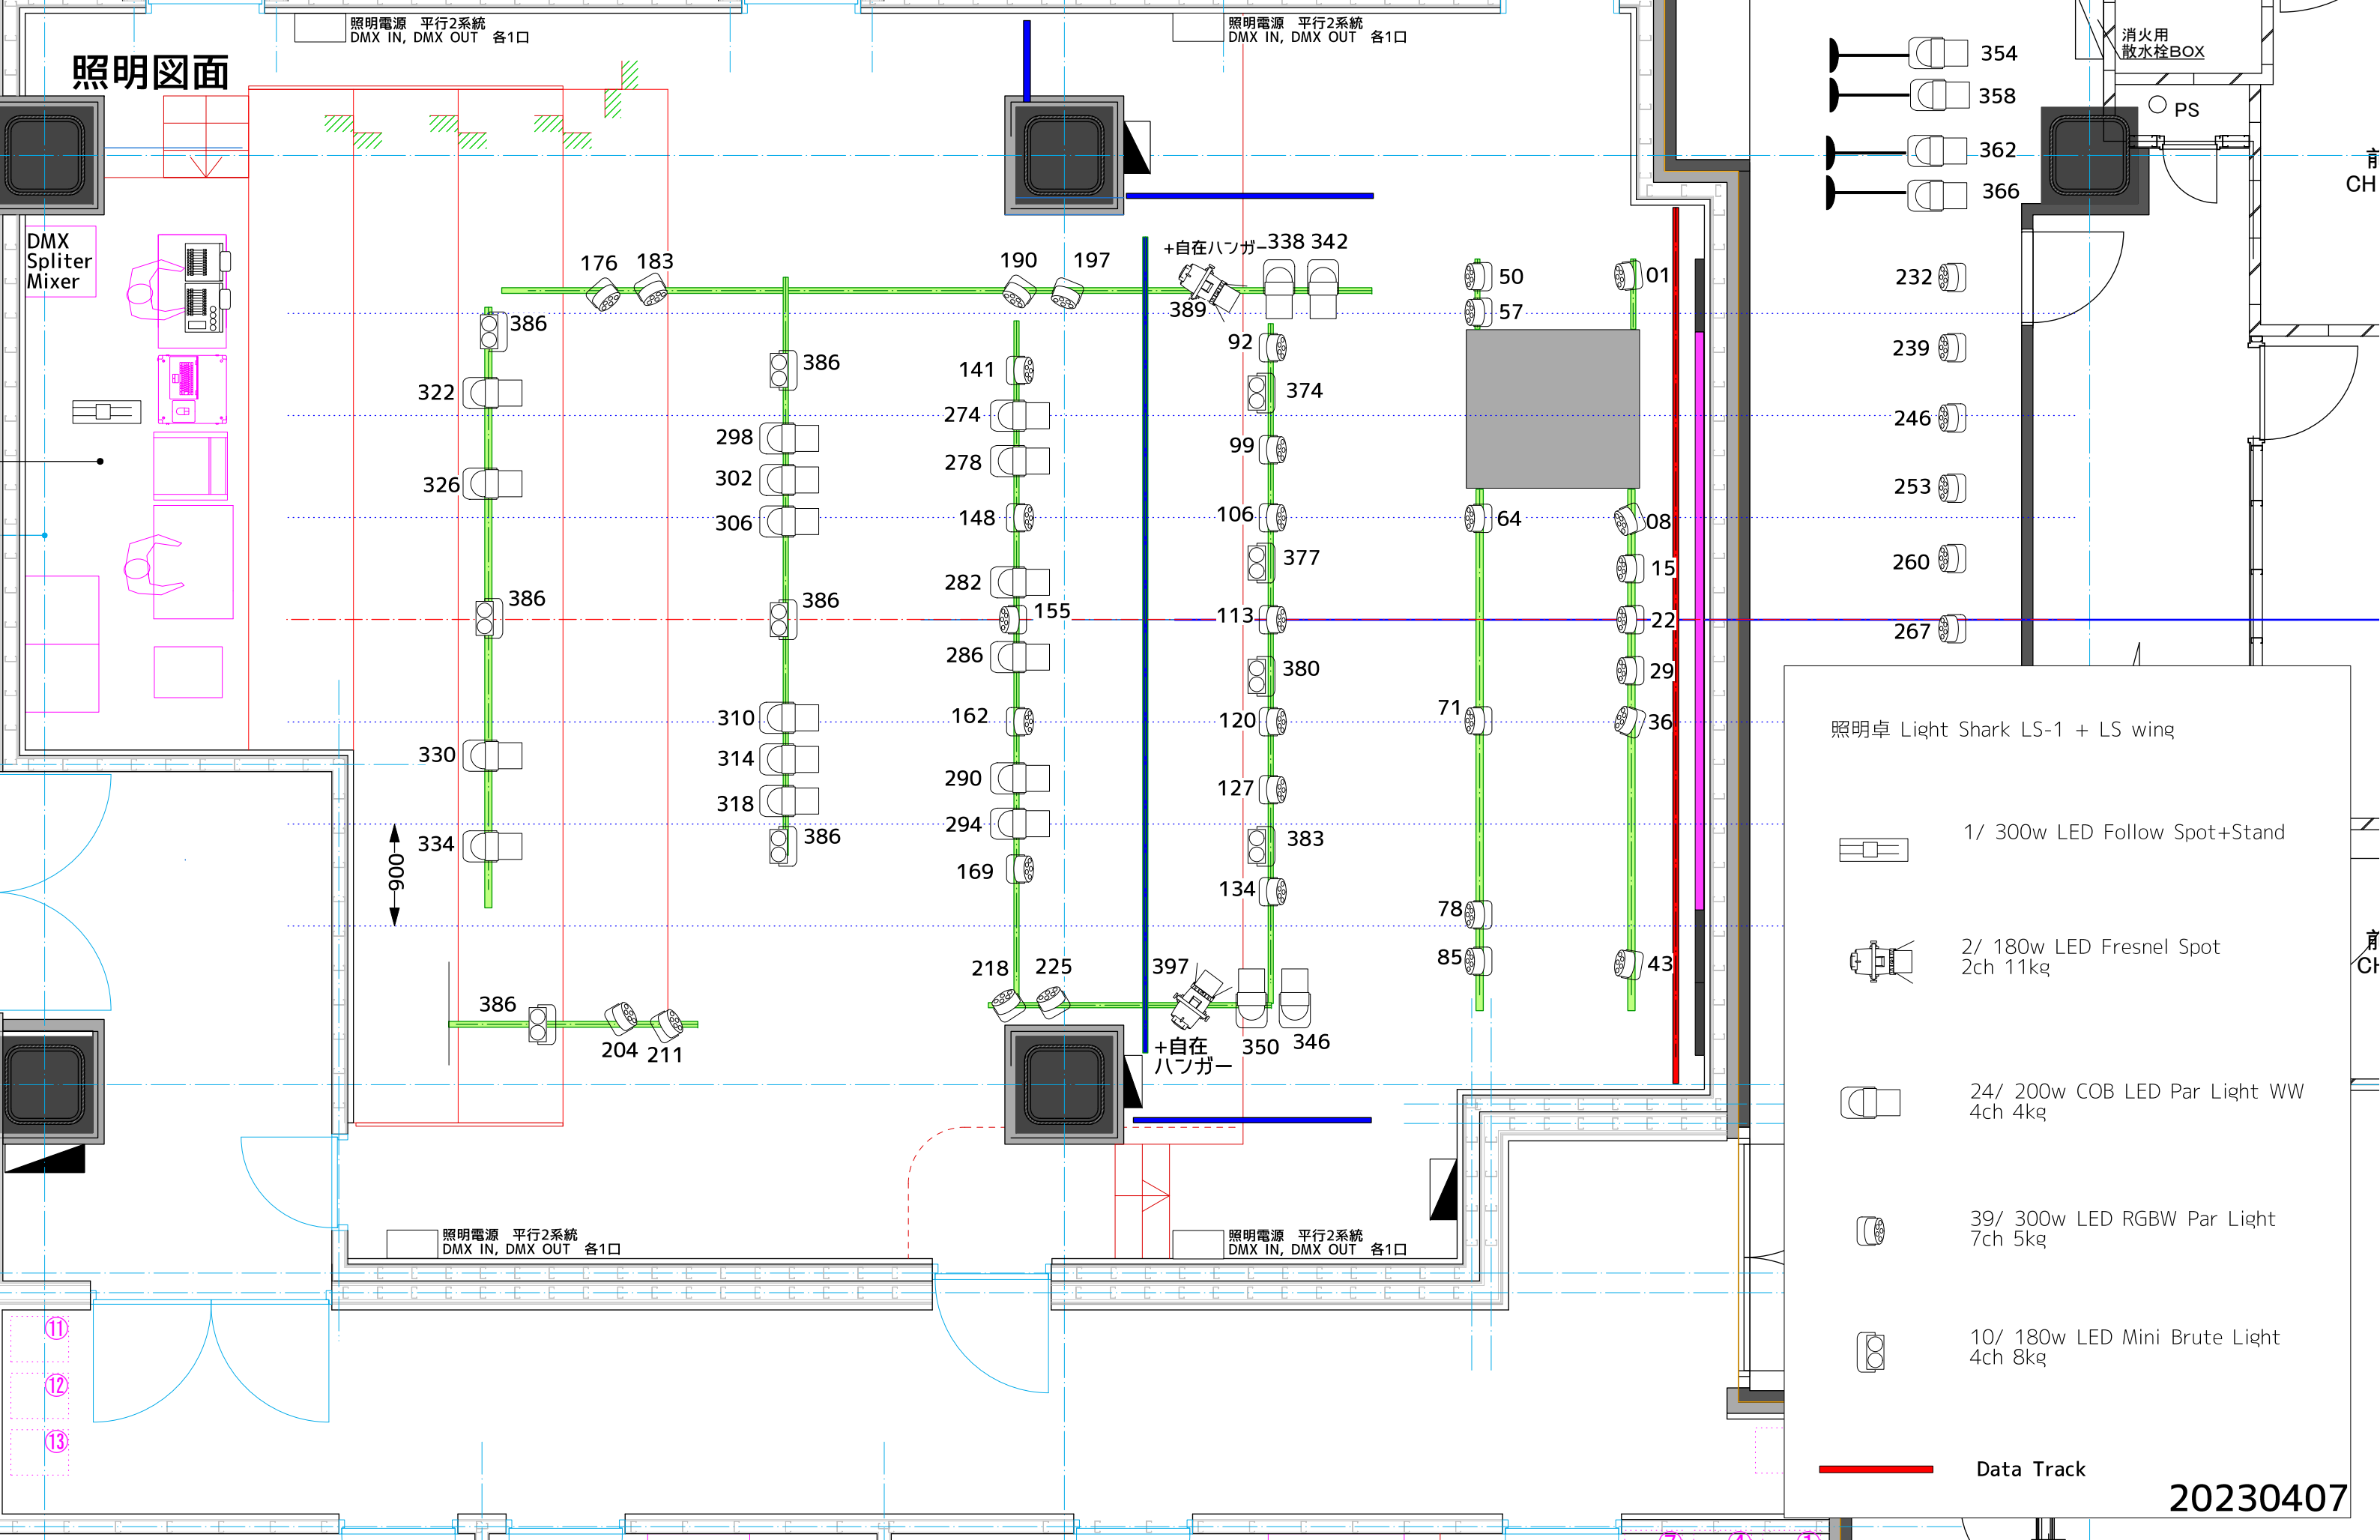 照明電源　平行2系統
DMX IN, DMX OUT　各1口
照明電源　平行2系統
DMX IN, DMX OUT　各1口
照明図面
消火用
散水栓BOX
PS
354
358
362
366
CH
DMX
Spliter
Mixer
176
183
190
197
+自在ハンガー
338
342
389
50
57
01
232
239
246
253
260
267
386
322
326
386
330
334
386
298
302
306
386
310
314
318
386
141
274
278
148
282
155
286
162
290
294
169
92
374
99
106
377
113
380
120
127
383
134
64
71
78
85
08
15
22
29
36
43
900
386
204
211
218
225
397
+自在
ハンガー
350
346
照明電源　平行2系統
DMX IN, DMX OUT　各1口
照明電源　平行2系統
DMX IN, DMX OUT　各1口
⑪
⑫
⑬
照明卓 Light Shark LS-1 + LS wing
1/ 300w LED Follow Spot+Stand
2/ 180w LED Fresnel Spot
2ch 11kg
24/ 200w COB LED Par Light WW
4ch 4kg
39/ 300w LED RGBW Par Light
7ch 5kg
10/ 180w LED Mini Brute Light
4ch 8kg
Data Track
20230407